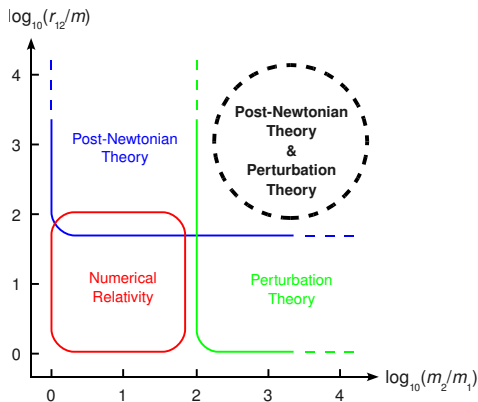 log₁₀(r₁₂/m)
4
Post-Newtonian
Theory
&
Perturbation
Theory
Post-Newtonian
Theory
3
2
Numerical
Relativity
Perturbation
Theory
1
0
0 1 2 3 4
log₁₀(m₂/m₁)